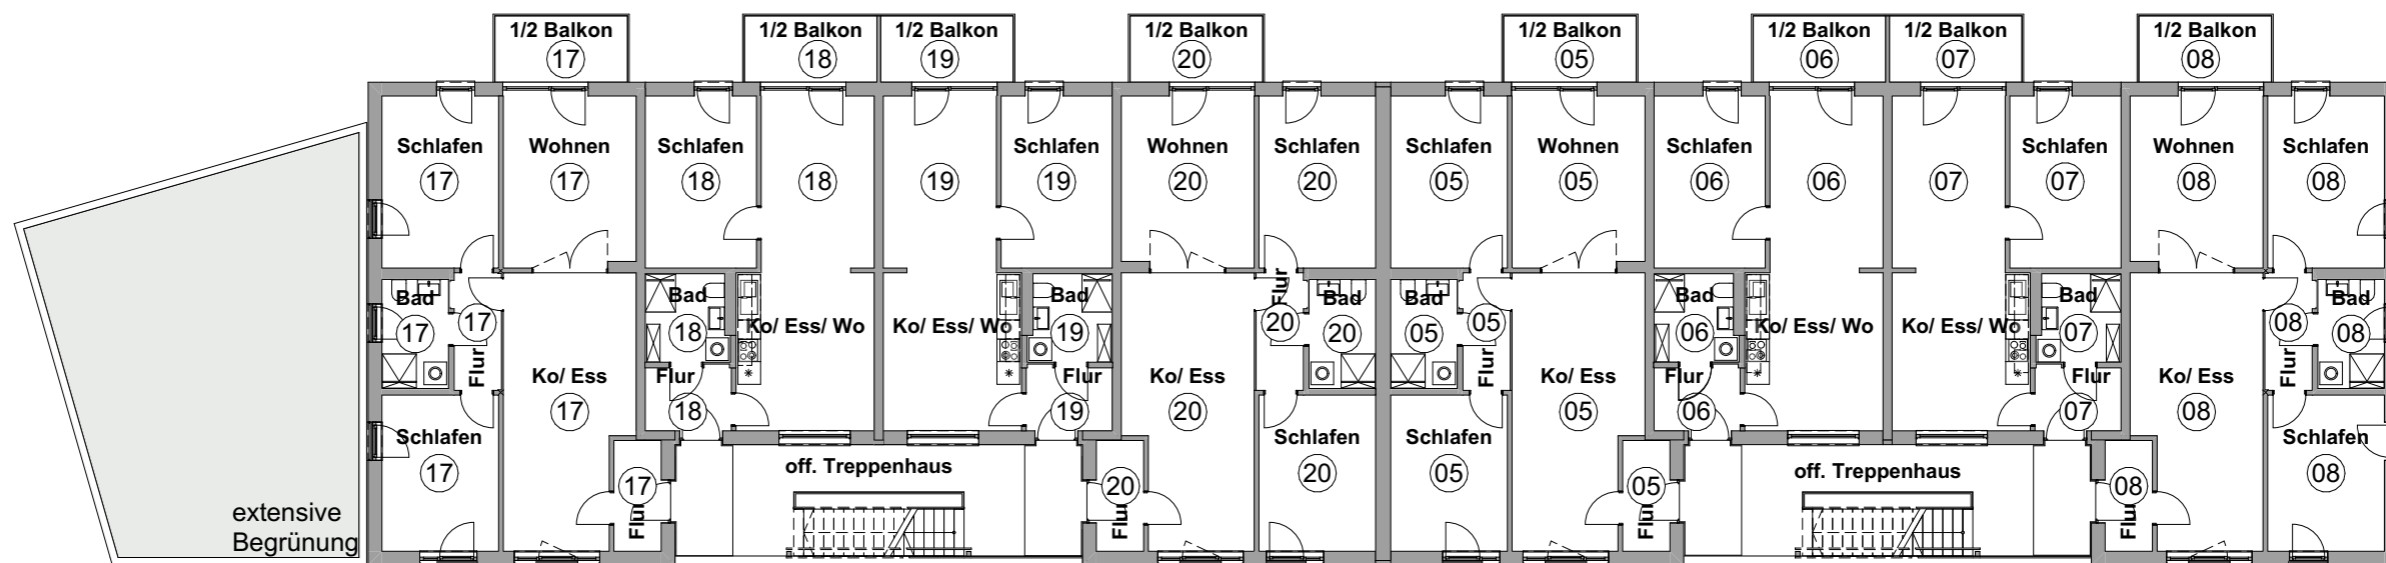 1/2 Balkon
17
1/2 Balkon
18
1/2 Balkon
19
1/2 Balkon
20
1/2 Balkon
05
1/2 Balkon
06
1/2 Balkon
07
1/2 Balkon
08
Schlafen
17
Wohnen
17
Schlafen
18
18
19
Schlafen
19
Wohnen
20
Schlafen
20
Schlafen
05
Wohnen
05
Schlafen
06
06
07
Schlafen
07
Wohnen
08
Schlafen
08
Bad
17
17
Flur
Bad
18
Ko/ Ess/ Wo
Ko/ Ess/ Wo
Bad
19
Flur
20
Bad
20
Bad
05
05
Flur
Bad
06
Ko/ Ess/ Wo
Ko/ Ess/ Wo
Bad
07
08
Flur
Bad
08
Ko/ Ess
17
Flur
18
Flur
19
Ko/ Ess
20
Ko/ Ess
05
Flur
06
Flur
07
Ko/ Ess
08
Schlafen
17
17
Flur
off. Treppenhaus
20
Flur
Schlafen
20
Schlafen
05
05
Flur
off. Treppenhaus
08
Flur
Schlafen
08
extensive
Begrünung